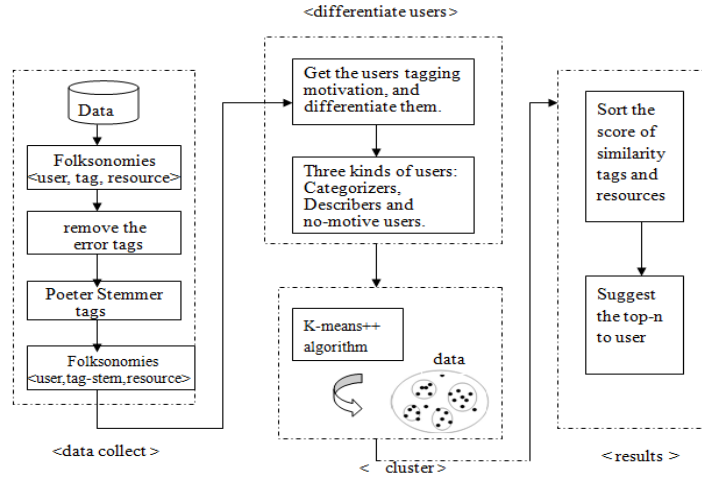 <differentiate users>
Data
Folksonomies
<user, tag, resource>
remove the
error tags
Poeter Stemmer
tags
Folksonomies
<user,tag-stem,resource>
<data collect >
Get the users tagging
motivation, and
differentiate them.
Three kinds of users:
Categorizers,
Describers and
no-motive users.
K-means++
algorithm
data
< cluster>
Sort the
score of
similarity
tags and
resources
Suggest
the top-n
to user
<results >